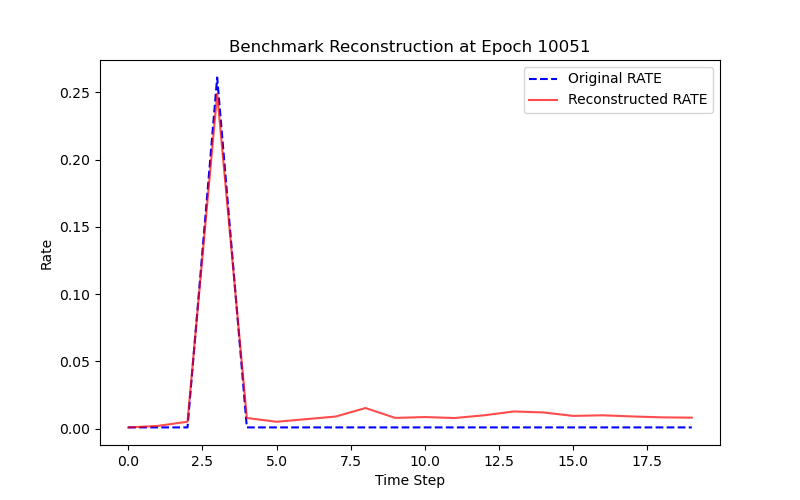 Benchmark Reconstruction at Epoch 10051
Original RATE
Reconstructed RATE
Rate
0.25
0.20
0.15
0.10
0.05
0.00
0.0 2.5 5.0 7.5 10.0 12.5 15.0 17.5
Time Step